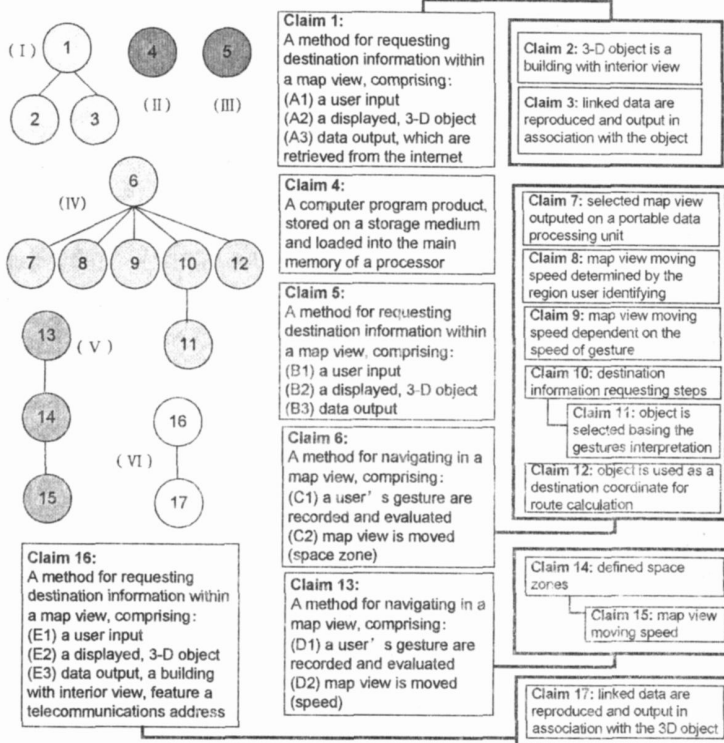 (I)
1
2
3
4
(II)
5
(III)
(IV)
6
7
8
9
10
12
11
13
(V)
14
15
16
(VI)
17
Claim 1:
A method for requesting
destination information within
a map view, comprising:
(A1) a user input
(A2) a displayed, 3-D object
(A3) data output, which are
retrieved from the internet
Claim 2: 3-D object is a
building with interior view
Claim 3: linked data are
reproduced and output in
association with the object
Claim 4:
A computer program product,
stored on a storage medium
and loaded into the main
memory of a processor
Claim 5:
A method for requesting
destination information within
a map view, comprising:
(B1) a user input
(B2) a displayed, 3-D object
(B3) data output
Claim 6:
A method for navigating in a
map view, comprising:
(C1) a user's gesture are
recorded and evaluated
(C2) map view is moved
(space zone)
Claim 7: selected map view
outputed on a portable data
processing unit
Claim 8: map view moving
speed determined by the
region user identifying
Claim 9: map view moving
speed dependent on the
speed of gesture
Claim 10: destination
information requesting steps
Claim 11: object is
selected basing the
gestures interpretation
Claim 12: object is used as a
destination coordinate for
route calculation
Claim 13:
A method for navigating in a
map view, comprising:
(D1) a user's gesture are
recorded and evaluated
(D2) map view is moved
(speed)
Claim 14: defined space
zones
Claim 15: map view
moving speed
Claim 16:
A method for requesting
destination information within
a map view, comprising:
(E1) a user input
(E2) a displayed, 3-D object
(E3) data output, a building
with interior view, feature a
telecommunications address
Claim 17: linked data are
reproduced and output in
association with the 3D object